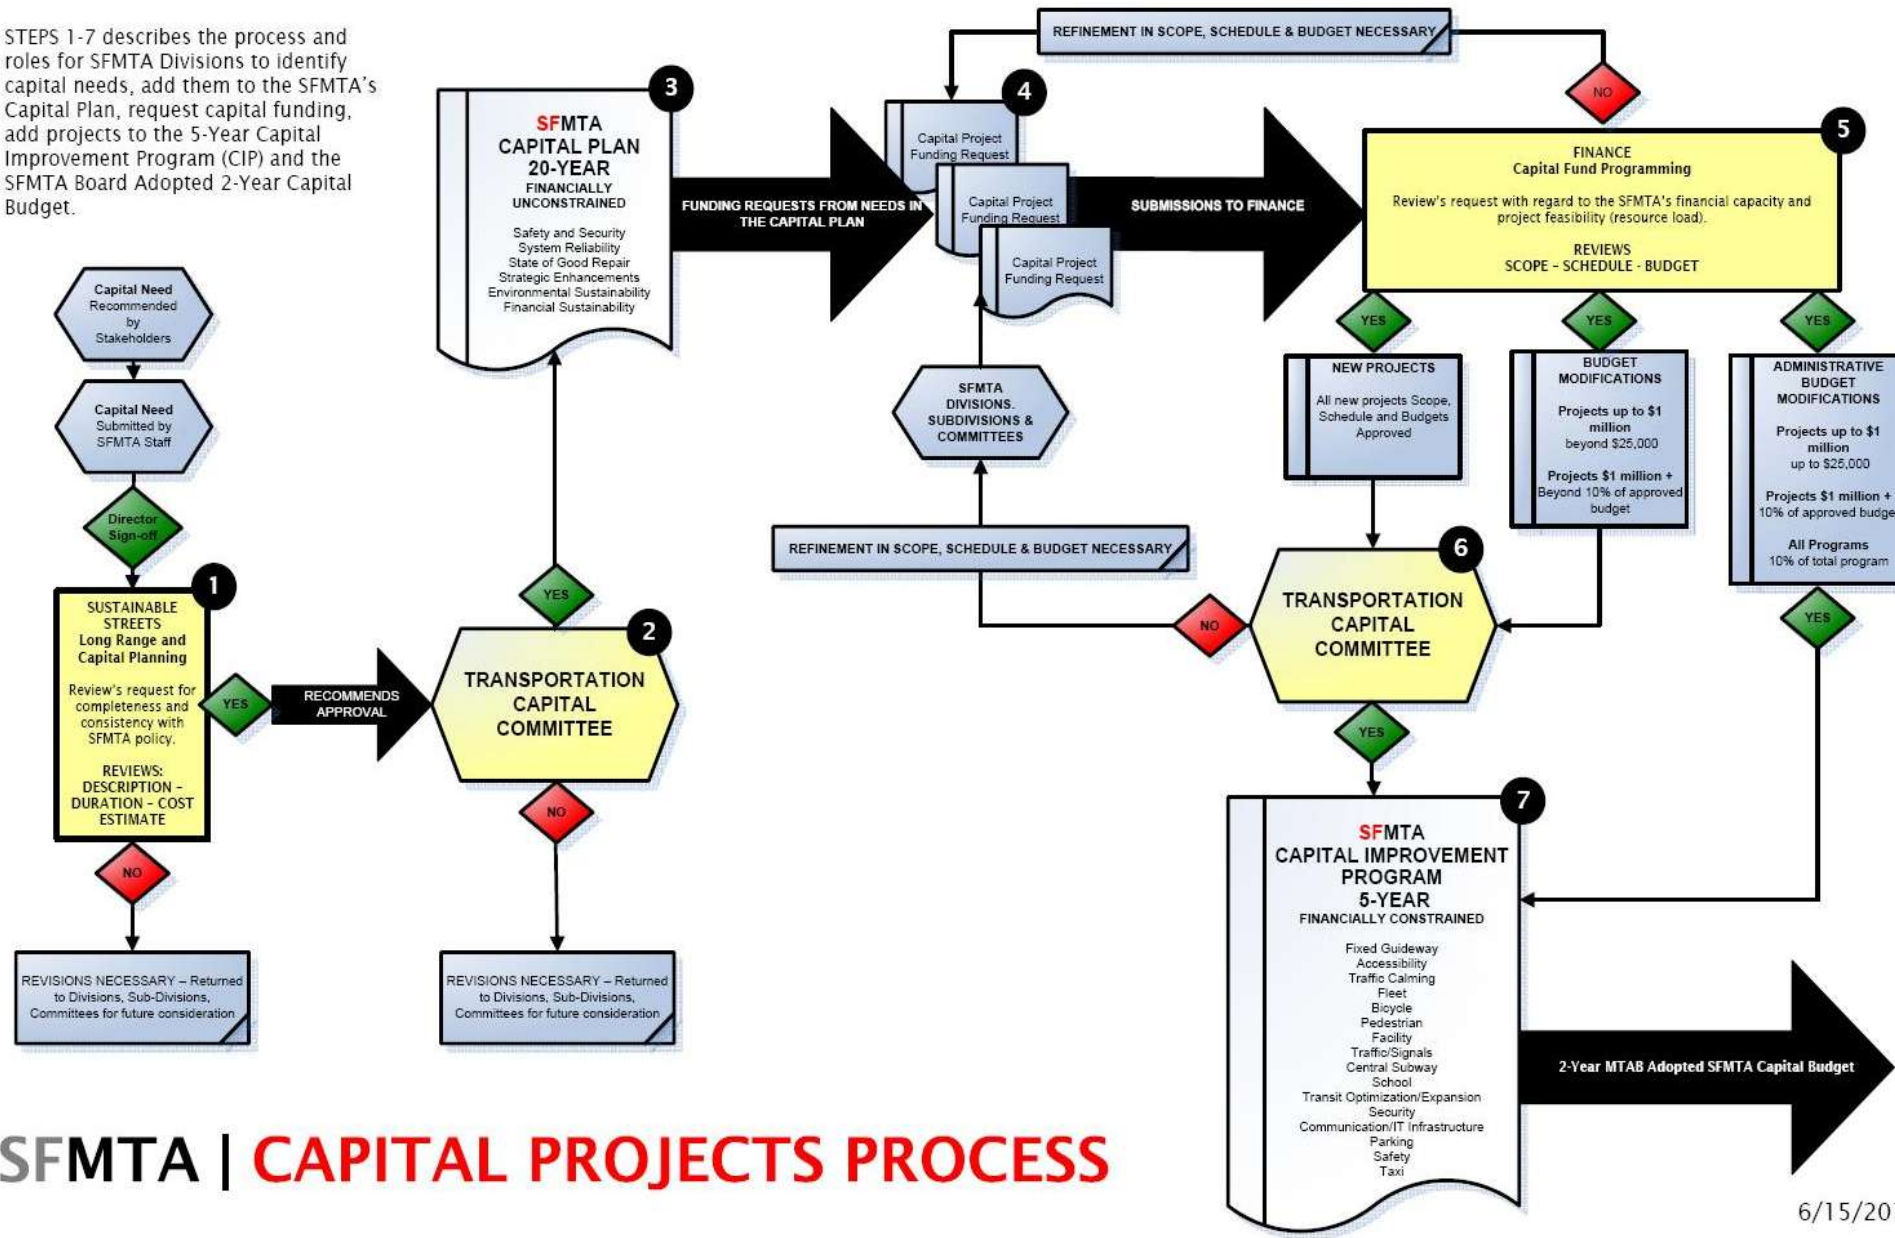 STEPS 1-7 describes the process and
roles for SFMTA Divisions to identify
capital needs, add them to the SFMTA's
Capital Plan, request capital funding,
add projects to the 5-Year Capital
Improvement Program (CIP) and the
SFMTA Board Adopted 2-Year Capital
Budget.
Capital Need
Recommended
by
Stakeholders
Capital Need
Submitted by
SFMTA Staff
Director
Sign-off
1
SUSTAINABLE
STREETS
Long Range and
Capital Planning
Review's request for
completeness and
consistency with
SFMTA policy.
REVIEWS:
DESCRIPTION –
DURATION – COST
ESTIMATE
NO
REVISIONS NECESSARY – Returned
to Divisions, Sub-Divisions,
Committees for future consideration
YES
RECOMMENDS
APPROVAL
2
TRANSPORTATION
CAPITAL
COMMITTEE
NO
REVISIONS NECESSARY – Returned
to Divisions, Sub-Divisions,
Committees for future consideration
YES
3
SFMTA
CAPITAL PLAN
20-YEAR
FINANCIALLY
UNCONSTRAINED
Safety and Security
System Reliability
State of Good Repair
Strategic Enhancements
Environmental Sustainability
Financial Sustainability
FUNDING REQUESTS FROM NEEDS IN
THE CAPITAL PLAN
4
Capital Project
Funding Request
Capital Project
Funding Request
Capital Project
Funding Request
SUBMISSIONS TO FINANCE
REFINEMENT IN SCOPE, SCHEDULE & BUDGET NECESSARY
NO
5
FINANCE
Capital Fund Programming
Review's request with regard to the SFMTA's financial capacity and
project feasibility (resource load).
REVIEWS
SCOPE – SCHEDULE - BUDGET
YES
YES
YES
NEW PROJECTS
All new projects Scope,
Schedule and Budgets
Approved
BUDGET
MODIFICATIONS
Projects up to $1
million
beyond $25,000
Projects $1 million +
Beyond 10% of approved
budget
ADMINISTRATIVE
BUDGET
MODIFICATIONS
Projects up to $1
million
up to $25,000
Projects $1 million +
10% of approved budge
All Programs
10% of total program
YES
SFMTA
DIVISIONS.
SUBDIVISIONS &
COMMITTEES
REFINEMENT IN SCOPE, SCHEDULE & BUDGET NECESSARY
NO
6
TRANSPORTATION
CAPITAL
COMMITTEE
YES
7
SFMTA
CAPITAL IMPROVEMENT
PROGRAM
5-YEAR
FINANCIALLY CONSTRAINED
Fixed Guideway
Accessibility
Traffic Calming
Fleet
Bicycle
Pedestrian
Facility
Traffic/Signals
Central Subway
School
Transit Optimization/Expansion
Security
Communication/IT Infrastructure
Parking
Safety
Taxi
2-Year MTAB Adopted SFMTA Capital Budget
SFMTA | CAPITAL PROJECTS PROCESS